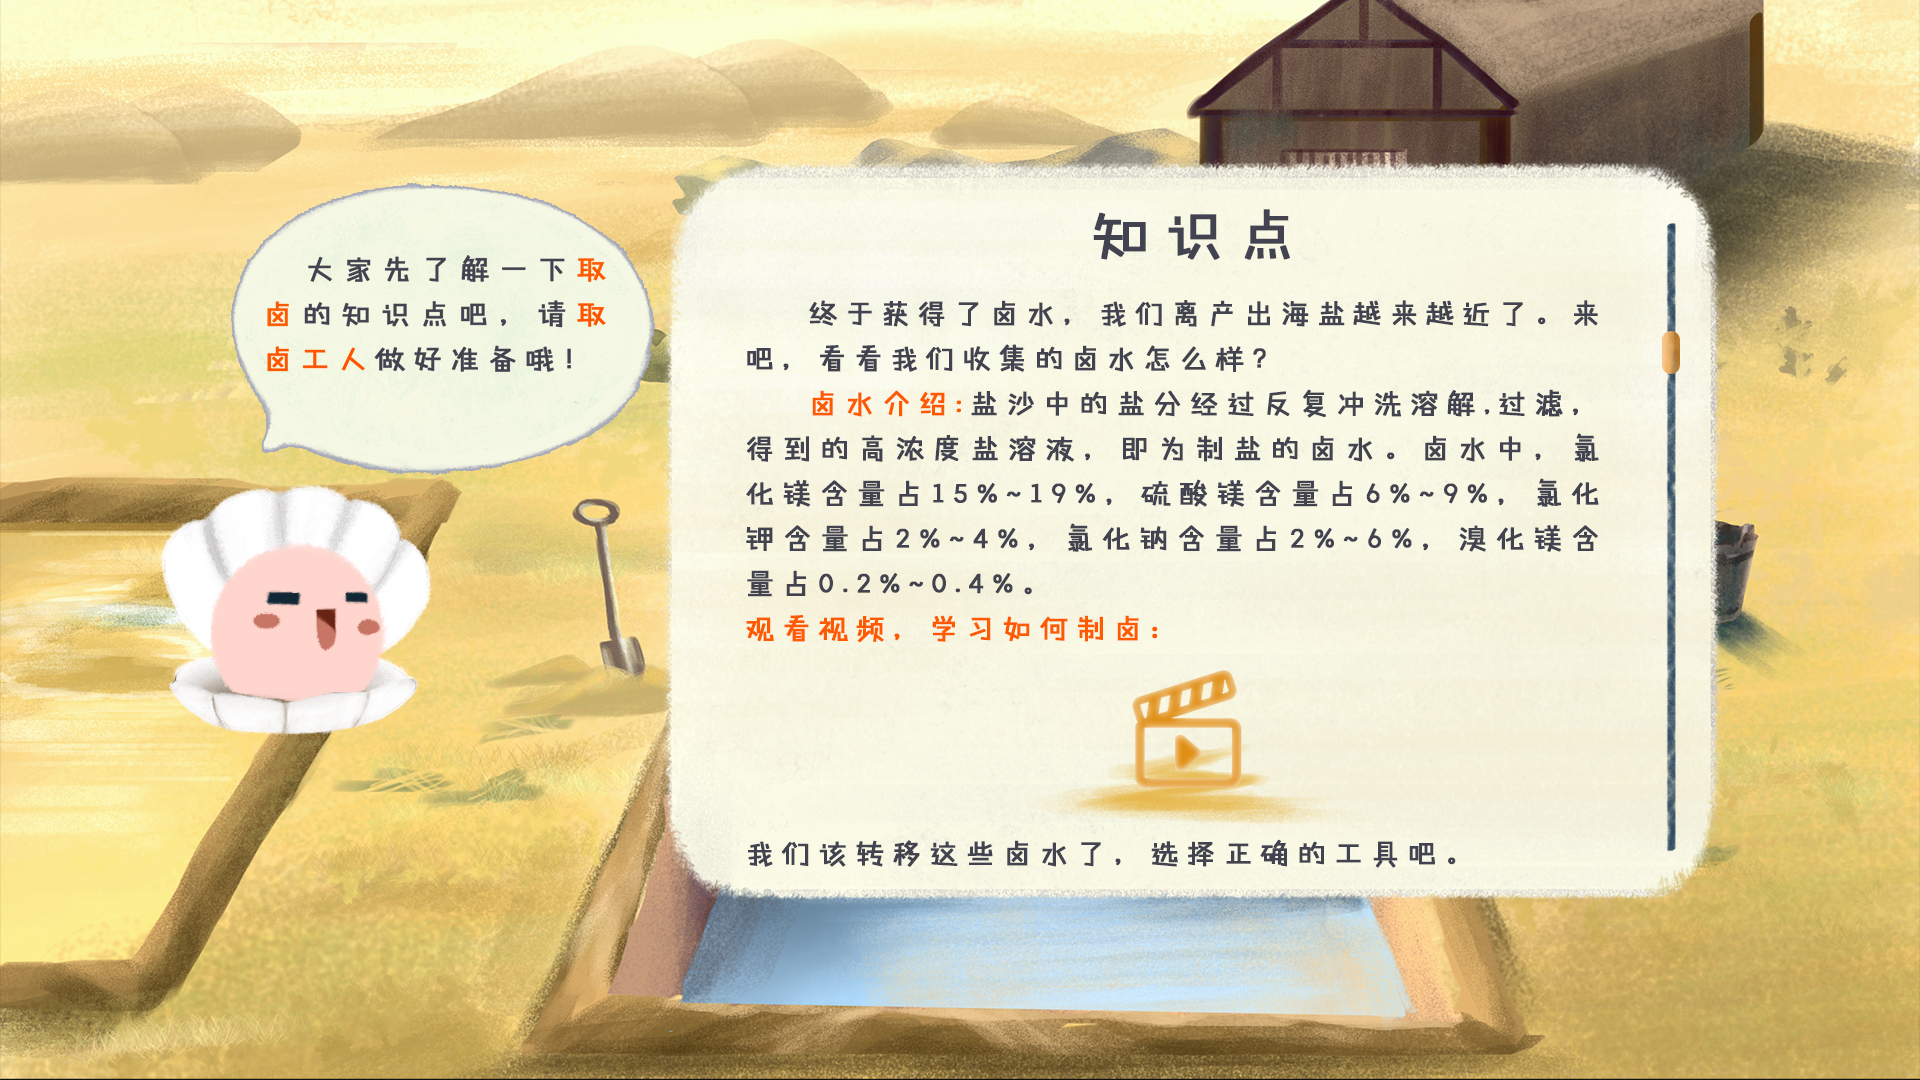 大家先了解一下取
卤的知识点吧，请取
卤工人做好准备哦！
知识点
终于获得了卤水，我们离产出海盐越来越近了。来
吧，看看我们收集的卤水怎么样？
卤水介绍：盐沙中的盐分经过反复冲洗溶解.过滤，
得到的高浓度盐溶液，即为制盐的卤水。卤水中，氯
化镁含量占15%~19%，硫酸镁含量占6%~9%，氯化
钾含量占2%~4%，氯化钠含量占2%~6%，溴化镁含
量占0.2%~0.4%。
观看视频，学习如何制卤：
我们该转移这些卤水了，选择正确的工具吧。